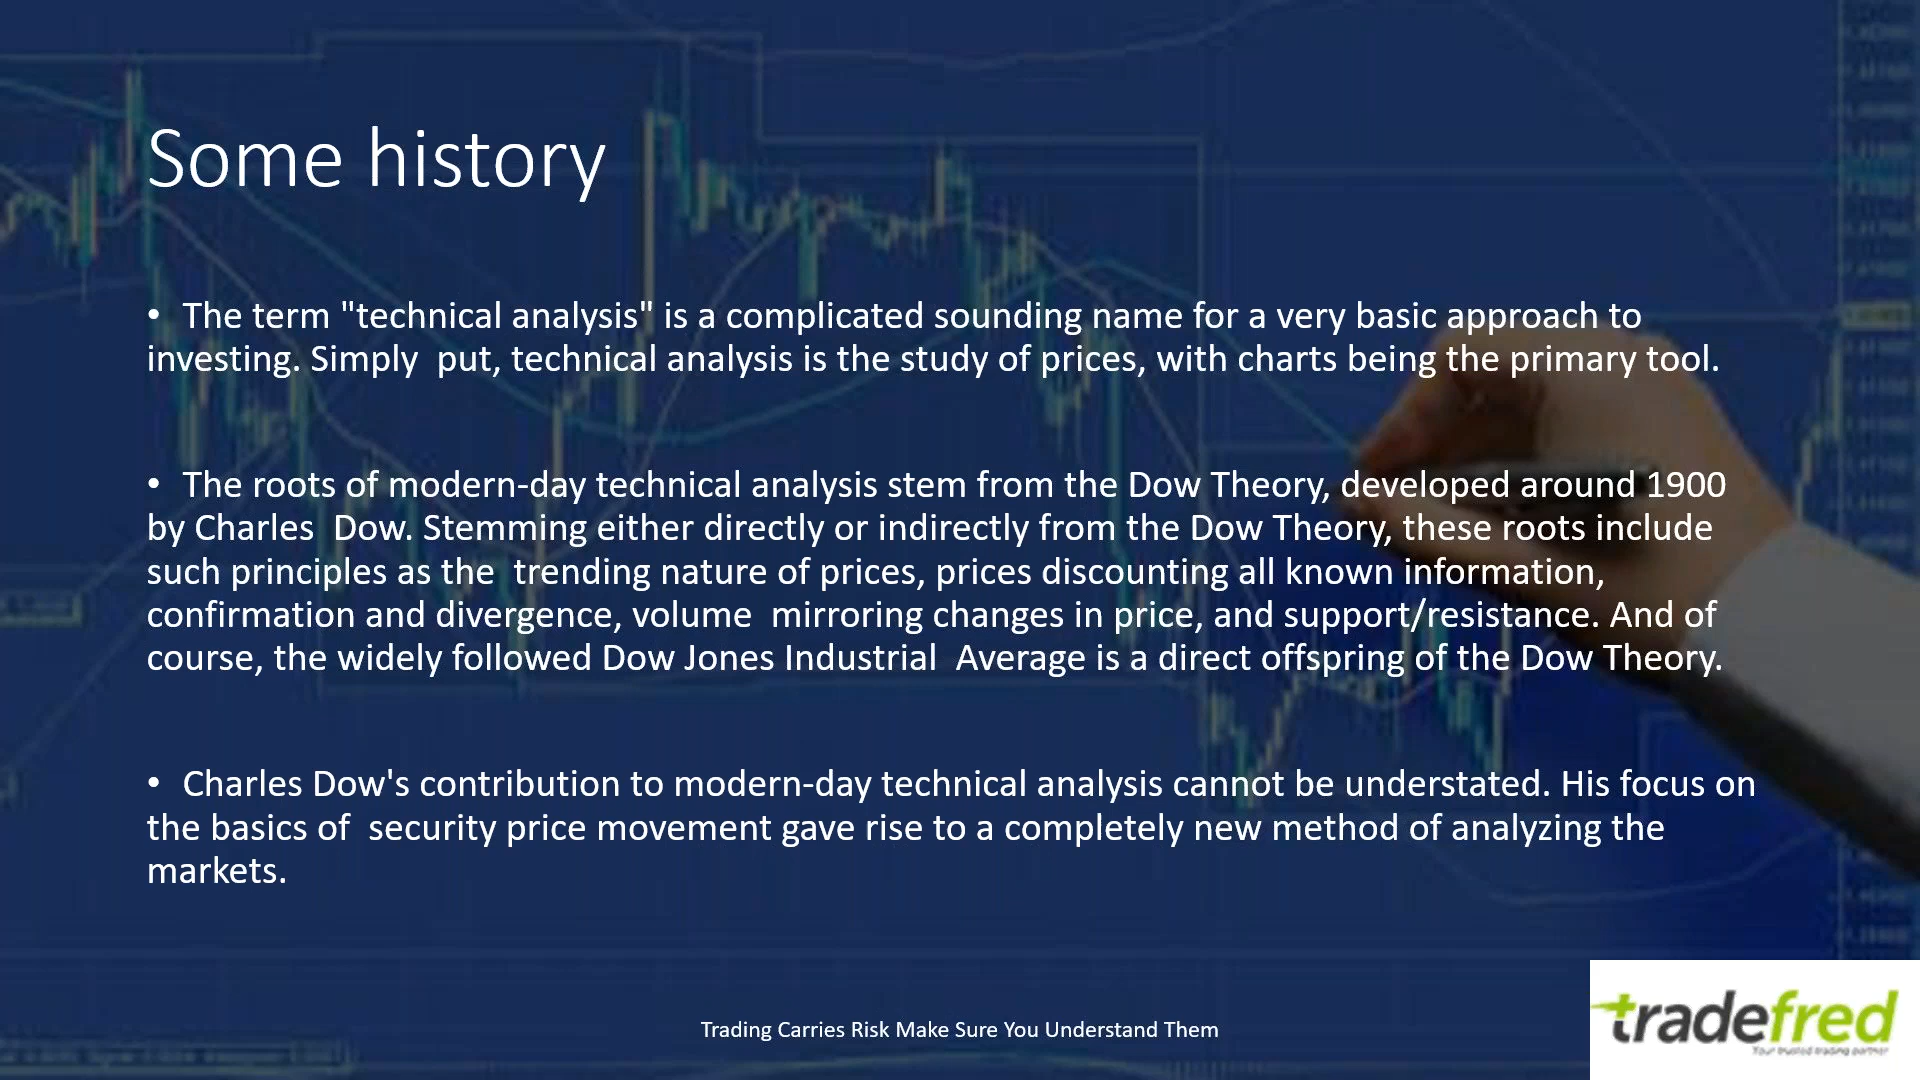 Some history
• The term "technical analysis" is a complicated sounding name for a very basic approach to
investing. Simply  put, technical analysis is the study of prices, with charts being the primary tool.
• The roots of modern-day technical analysis stem from the Dow Theory, developed around 1900
by Charles  Dow. Stemming either directly or indirectly from the Dow Theory, these roots include
such principles as the  trending nature of prices, prices discounting all known information,
confirmation and divergence, volume  mirroring changes in price, and support/resistance. And of
course, the widely followed Dow Jones Industrial  Average is a direct offspring of the Dow Theory.
• Charles Dow's contribution to modern-day technical analysis cannot be understated. His focus on
the basics of  security price movement gave rise to a completely new method of analyzing the
markets.
Trading Carries Risk Make Sure You Understand Them
tradefred
Your trusted trading partner